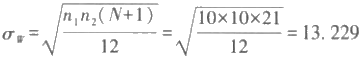 σ_W = √(n₁n₂(N+1)/12) = √(10×10×21/12) = 13.229